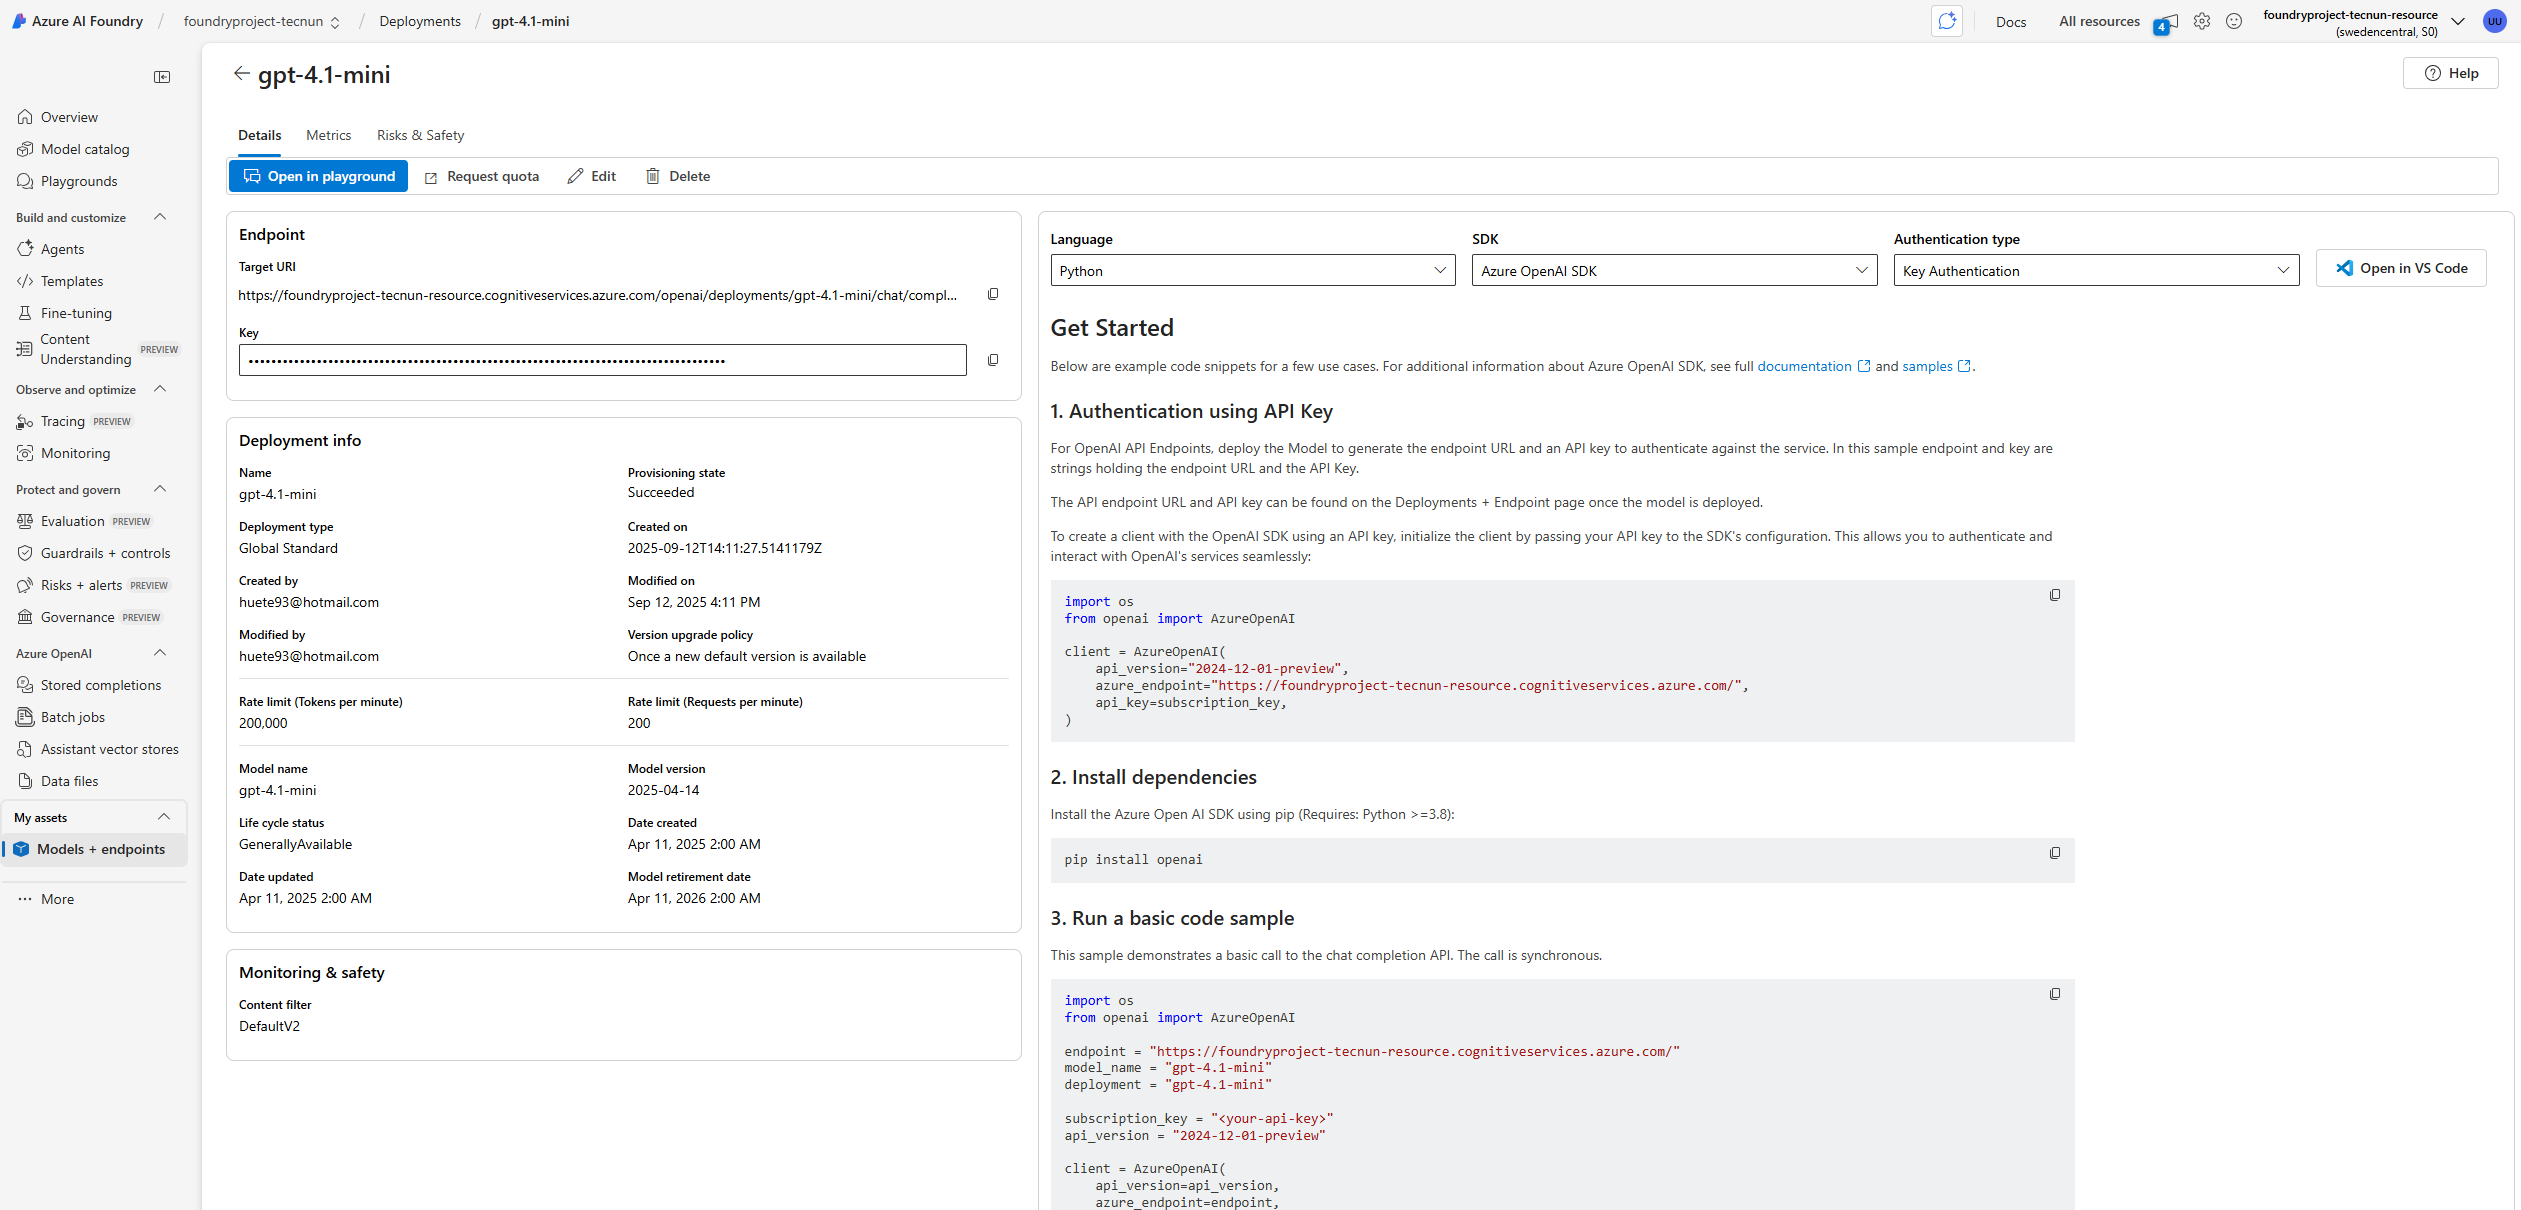 Azure AI Foundry / foundryproject-tecnun / Deployments / gpt-4.1-mini
Docs
All resources
4
foundryproject-tecnun-resource
(swedencentral, S0)
UU
gpt-4.1-mini
Help
Overview
Model catalog
Playgrounds
Build and customize
Agents
Templates
Fine-tuning
Content
Understanding PREVIEW
Observe and optimize
Tracing PREVIEW
Monitoring
Protect and govern
Evaluation PREVIEW
Guardrails + controls
Risks + alerts PREVIEW
Governance PREVIEW
Azure OpenAI
Stored completions
Batch jobs
Assistant vector stores
Data files
My assets
Models + endpoints
More
Details Metrics Risks & Safety
Open in playground Request quota Edit Delete
Endpoint
Target URI
https://foundryproject-tecnun-resource.cognitiveservices.azure.com/openai/deployments/gpt-4.1-mini/chat/compl...
Key
Deployment info
Name
gpt-4.1-mini
Provisioning state
Succeeded
Deployment type
Global Standard
Created on
2025-09-12T14:11:27.5141179Z
Created by
huete93@hotmail.com
Modified on
Sep 12, 2025 4:11 PM
Modified by
huete93@hotmail.com
Version upgrade policy
Once a new default version is available
Rate limit (Tokens per minute)
200,000
Rate limit (Requests per minute)
200
Model name
gpt-4.1-mini
Model version
2025-04-14
Life cycle status
GenerallyAvailable
Date created
Apr 11, 2025 2:00 AM
Date updated
Apr 11, 2025 2:00 AM
Model retirement date
Apr 11, 2026 2:00 AM
Monitoring & safety
Content filter
DefaultV2
Language
Python
SDK
Azure OpenAI SDK
Authentication type
Key Authentication
Open in VS Code
Get Started
Below are example code snippets for a few use cases. For additional information about Azure OpenAI SDK, see full documentation and samples.
1. Authentication using API Key
For OpenAI API Endpoints, deploy the Model to generate the endpoint URL and an API key to authenticate against the service. In this sample endpoint and key are
strings holding the endpoint URL and the API Key.
The API endpoint URL and API key can be found on the Deployments + Endpoint page once the model is deployed.
To create a client with the OpenAI SDK using an API key, initialize the client by passing your API key to the SDK's configuration. This allows you to authenticate and
interact with OpenAI's services seamlessly:
import os
from openai import AzureOpenAI
client = AzureOpenAI(
api_version="2024-12-01-preview",
azure_endpoint="https://foundryproject-tecnun-resource.cognitiveservices.azure.com/",
api_key=subscription_key,
)
2. Install dependencies
Install the Azure Open AI SDK using pip (Requires: Python >=3.8):
pip install openai
3. Run a basic code sample
This sample demonstrates a basic call to the chat completion API. The call is synchronous.
import os
from openai import AzureOpenAI
endpoint = "https://foundryproject-tecnun-resource.cognitiveservices.azure.com/"
model_name = "gpt-4.1-mini"
deployment = "gpt-4.1-mini"
subscription_key = "<your-api-key>"
api_version = "2024-12-01-preview"
client = AzureOpenAI(
api_version=api_version,
azure_endpoint=endpoint,